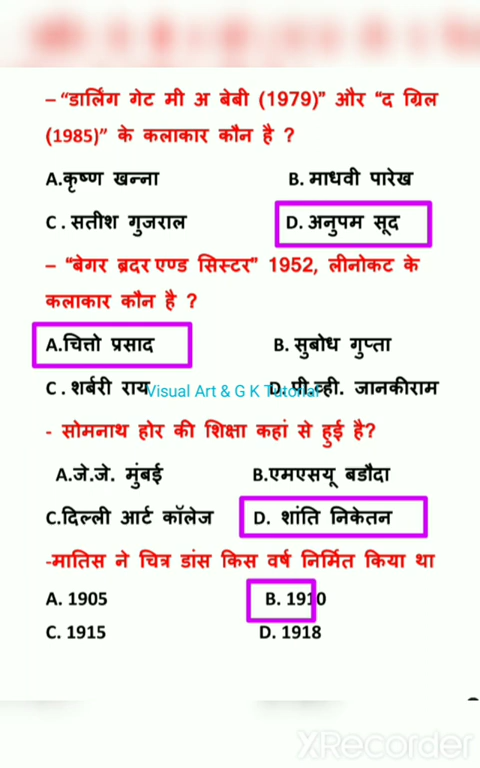 – "डार्लिंग गेट मी अ बेबी (1979)" और "द ग्रिल
(1985)" के कलाकार कौन है ?
A.कृष्ण खन्ना B. माधवी पारेख
C . सतीश गुजराल D. अनुपम सूद
– "बेगर ब्रदर एण्ड सिस्टर" 1952, लीनोकट के
कलाकार कौन है ?
A.चित्तो प्रसाद B. सुबोध गुप्ता
C . शर्बरी राय D. पी.व्ही. जानकीराम
Visual Art & G K Tutorial
- सोमनाथ होर की शिक्षा कहां से हुई है?
A.जे.जे. मुंबई B.एमएसयू बडौदा
C.दिल्ली आर्ट कॉलेज D. शांति निकेतन
-मातिस ने चित्र डांस किस वर्ष निर्मित किया था
A. 1905 B. 1910
C. 1915 D. 1918
XRecorder